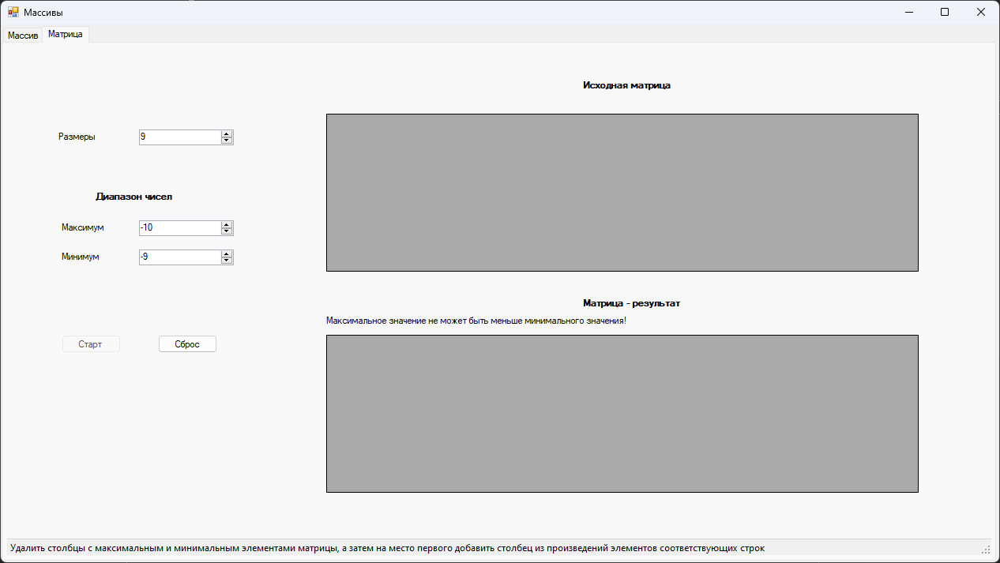 Массивы
Массив Матрица
Исходная матрица
Размеры 9
Диапазон чисел
Максимум -10
Минимум -9
Матрица - результат
Максимальное значение не может быть меньше минимального значения!
Старт Сброс
Удалить столбцы с максимальным и минимальным элементами матрицы, а затем на место первого добавить столбец из произведений элементов соответствующих строк